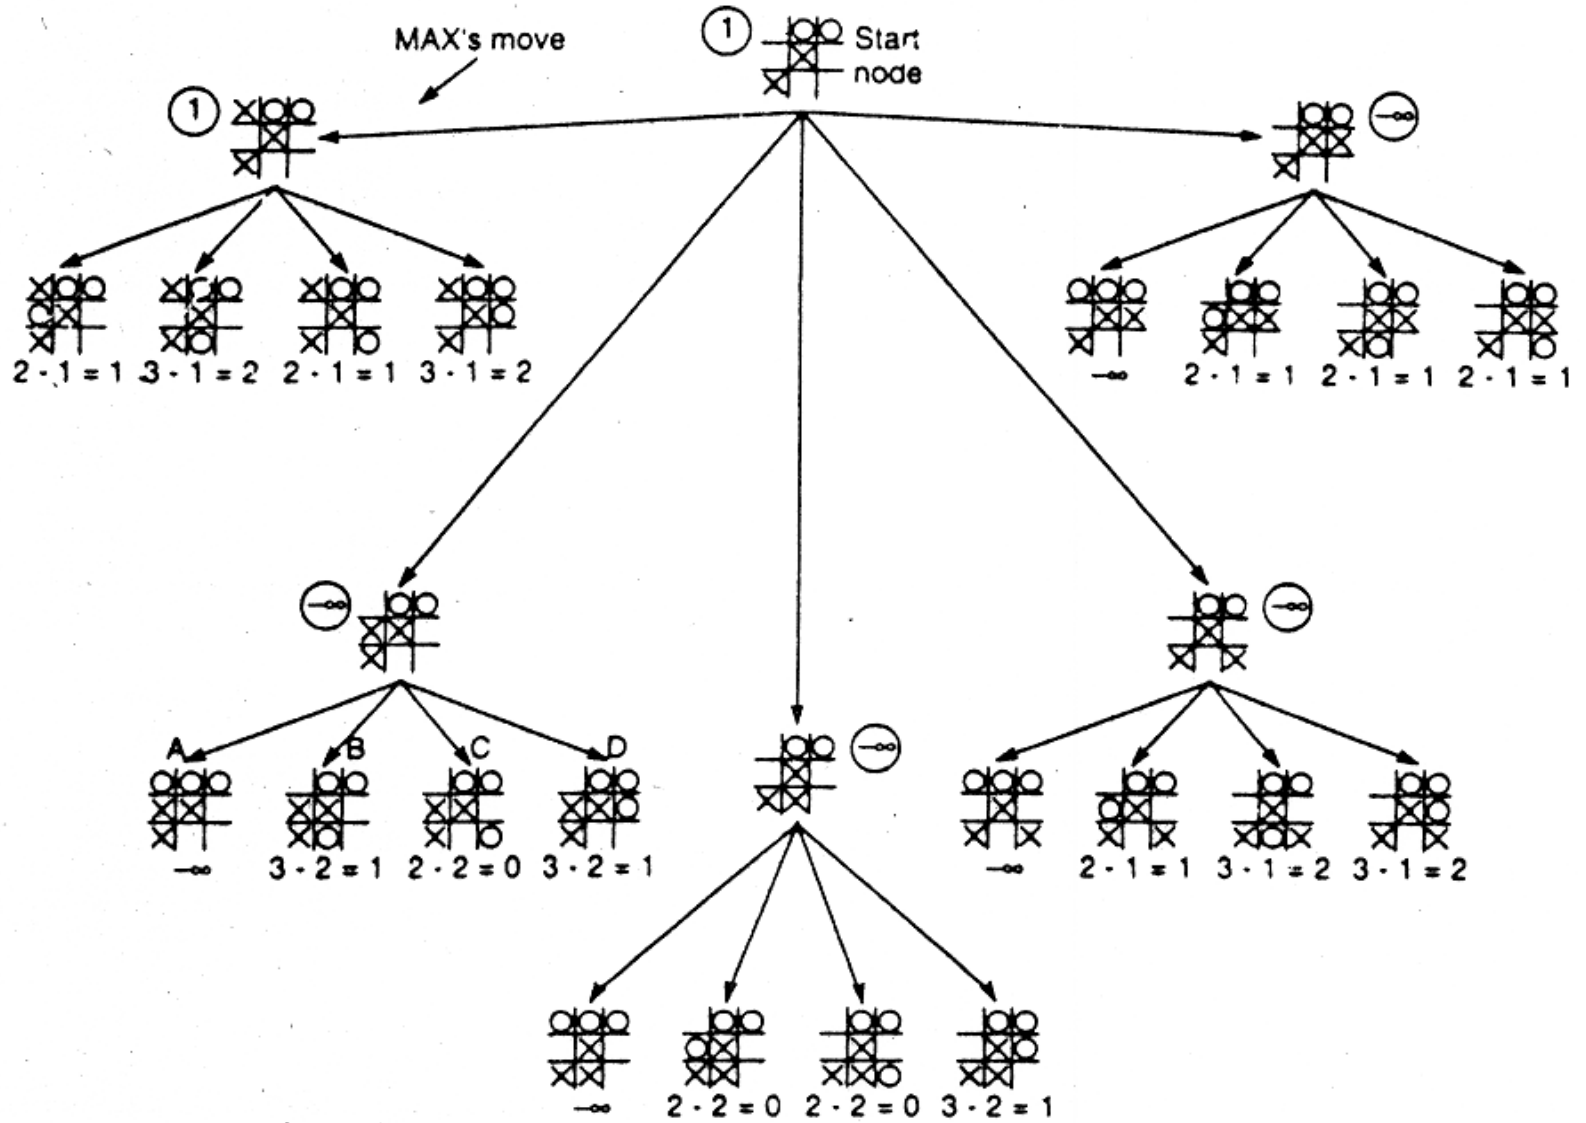 MAX's move
1
Start
node
1
−∞
2 - 1 = 1
3 - 1 = 2
2 - 1 = 1
3 - 1 = 2
−∞
2 - 1 = 1
2 - 1 = 1
2 - 1 = 1
−∞
−∞
A
B
C
D
−∞
−∞
3 - 2 = 1
2 - 2 = 0
3 - 2 = 1
−∞
2 - 1 = 1
3 - 1 = 2
3 - 1 = 2
−∞
2 - 2 = 0
2 - 2 = 0
3 - 2 = 1